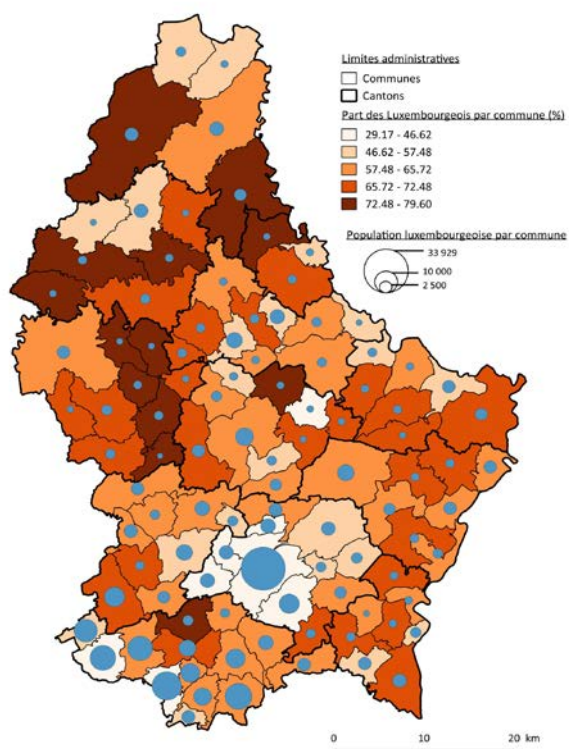 Limites administratives
Communes
Cantons
Part des Luxembourgeois par commune (%)
29.17 - 46.62
46.62 - 57.48
57.48 - 65.72
65.72 - 72.48
72.48 - 79.60
Population luxembourgeoise par commune
33 929
10 000
2 500
0 10 20 km